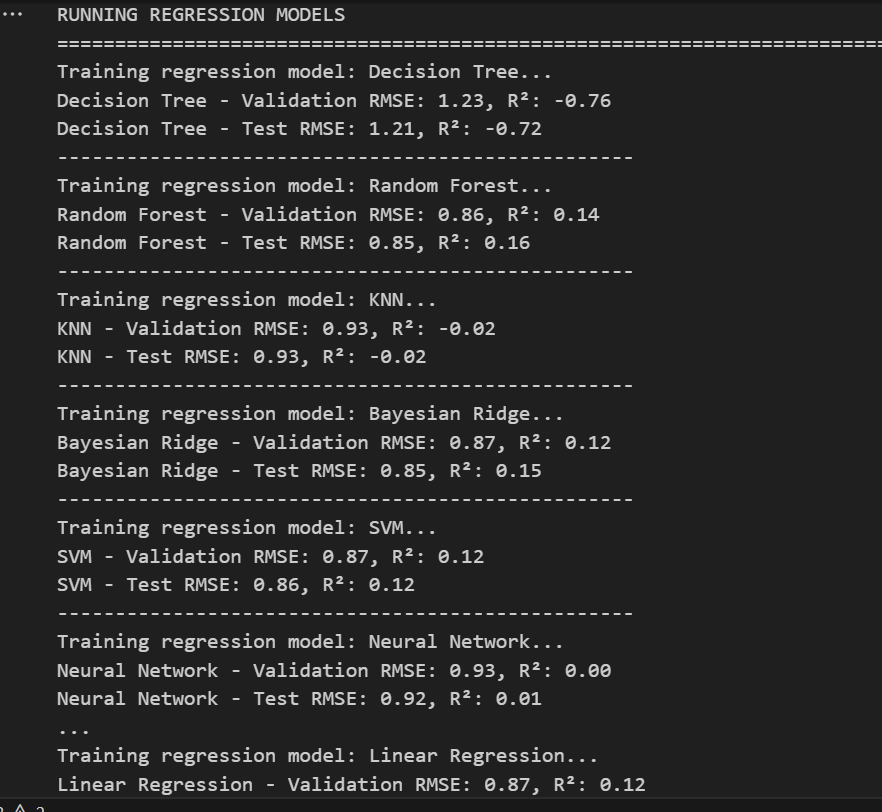 ...
RUNNING REGRESSION MODELS
========================================================================
Training regression model: Decision Tree...
Decision Tree - Validation RMSE: 1.23, R²: -0.76
Decision Tree - Test RMSE: 1.21, R²: -0.72
--------------------------------------------------
Training regression model: Random Forest...
Random Forest - Validation RMSE: 0.86, R²: 0.14
Random Forest - Test RMSE: 0.85, R²: 0.16
--------------------------------------------------
Training regression model: KNN...
KNN - Validation RMSE: 0.93, R²: -0.02
KNN - Test RMSE: 0.93, R²: -0.02
--------------------------------------------------
Training regression model: Bayesian Ridge...
Bayesian Ridge - Validation RMSE: 0.87, R²: 0.12
Bayesian Ridge - Test RMSE: 0.85, R²: 0.15
--------------------------------------------------
Training regression model: SVM...
SVM - Validation RMSE: 0.87, R²: 0.12
SVM - Test RMSE: 0.86, R²: 0.12
--------------------------------------------------
Training regression model: Neural Network...
Neural Network - Validation RMSE: 0.93, R²: 0.00
Neural Network - Test RMSE: 0.92, R²: 0.01
...
Training regression model: Linear Regression...
Linear Regression - Validation RMSE: 0.87, R²: 0.12